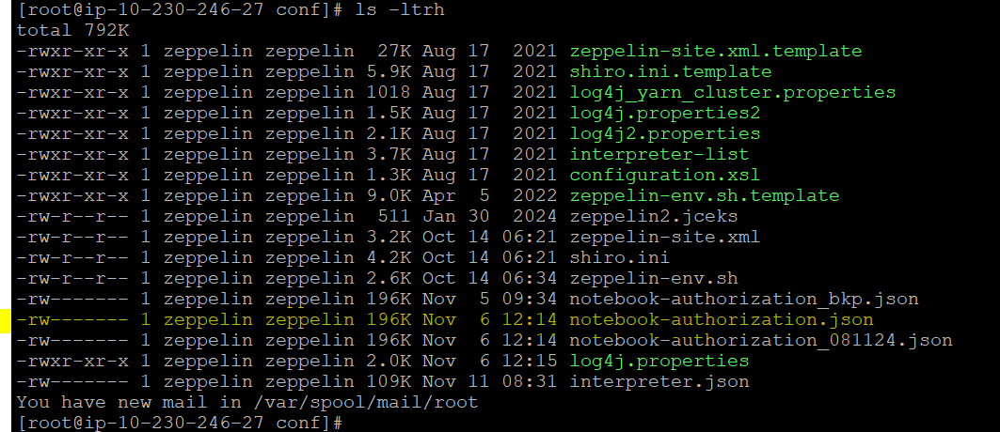 [root@ip-10-230-246-27 conf]# ls -ltrh
total 792K
-rwxr-xr-x 1 zeppelin zeppelin  27K Aug 17  2021 zeppelin-site.xml.template
-rwxr-xr-x 1 zeppelin zeppelin 5.9K Aug 17  2021 shiro.ini.template
-rwxr-xr-x 1 zeppelin zeppelin 1018 Aug 17  2021 log4j_yarn_cluster.properties
-rwxr-xr-x 1 zeppelin zeppelin 1.5K Aug 17  2021 log4j.properties2
-rwxr-xr-x 1 zeppelin zeppelin 2.1K Aug 17  2021 log4j2.properties
-rwxr-xr-x 1 zeppelin zeppelin 3.7K Aug 17  2021 interpreter-list
-rwxr-xr-x 1 zeppelin zeppelin 1.3K Aug 17  2021 configuration.xsl
-rwxr-xr-x 1 zeppelin zeppelin 9.0K Apr  5  2022 zeppelin-env.sh.template
-rw-r--r-- 1 zeppelin zeppelin  511 Jan 30  2024 zeppelin2.jceks
-rw-r--r-- 1 zeppelin zeppelin 3.2K Oct 14 06:21 zeppelin-site.xml
-rw-r--r-- 1 zeppelin zeppelin 4.2K Oct 14 06:21 shiro.ini
-rw-r--r-- 1 zeppelin zeppelin 2.6K Oct 14 06:34 zeppelin-env.sh
-rw------- 1 zeppelin zeppelin 196K Nov  5 09:34 notebook-authorization_bkp.json
-rw------- 1 zeppelin zeppelin 196K Nov  6 12:14 notebook-authorization.json
-rw------- 1 zeppelin zeppelin 196K Nov  6 12:14 notebook-authorization_081124.json
-rwxr-xr-x 1 zeppelin zeppelin 2.0K Nov  6 12:15 log4j.properties
-rw------- 1 zeppelin zeppelin 109K Nov 11 08:31 interpreter.json
You have new mail in /var/spool/mail/root
[root@ip-10-230-246-27 conf]#